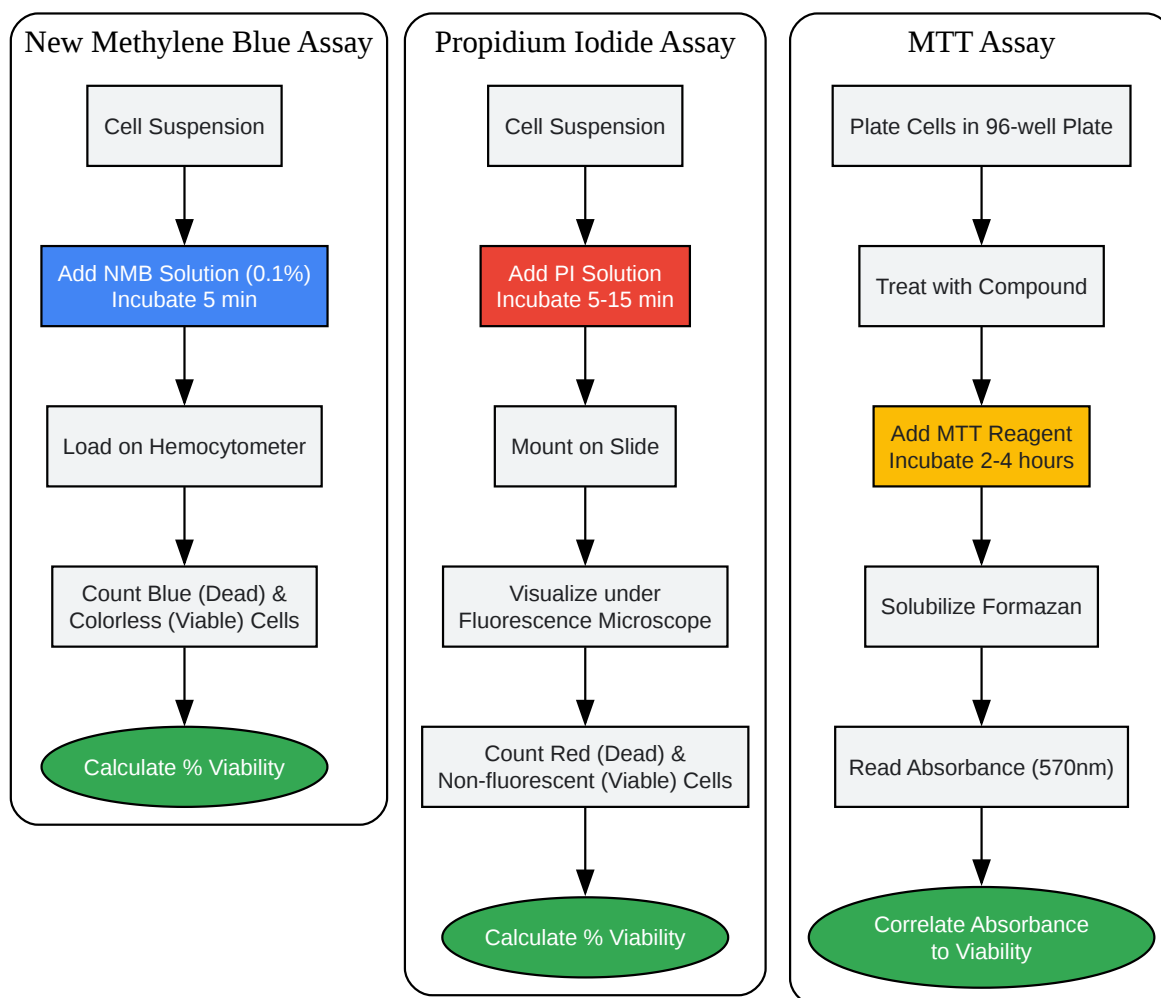 New Methylene Blue Assay
Cell Suspension
Add NMB Solution (0.1%)
Incubate 5 min
Load on Hemocytometer
Count Blue (Dead) &
Colorless (Viable) Cells
Calculate % Viability
Propidium Iodide Assay
Cell Suspension
Add PI Solution
Incubate 5-15 min
Mount on Slide
Visualize under
Fluorescence Microscope
Count Red (Dead) &
Non-fluorescent (Viable) Cells
Calculate % Viability
MTT Assay
Plate Cells in 96-well Plate
Treat with Compound
Add MTT Reagent
Incubate 2-4 hours
Solubilize Formazan
Read Absorbance (570nm)
Correlate Absorbance
to Viability